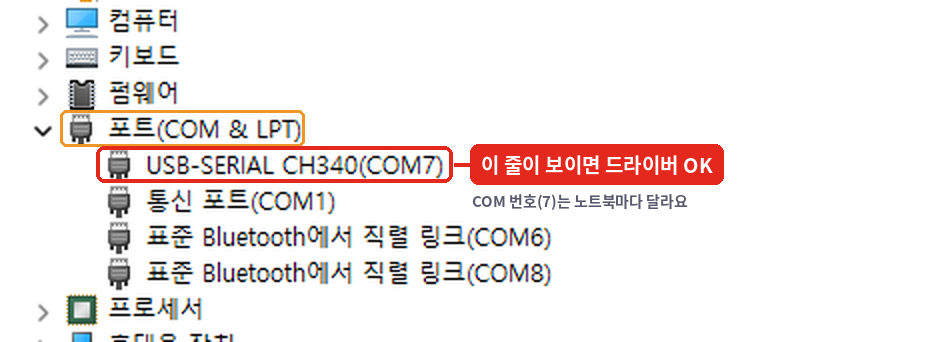 컴퓨터
키보드
펌웨어
포트(COM & LPT)
USB-SERIAL CH340(COM7)
이 줄이 보이면 드라이버 OK
통신 포트(COM1)
COM 번호(7)는 노트북마다 달라요
표준 Bluetooth에서 직렬 링크(COM6)
표준 Bluetooth에서 직렬 링크(COM8)
프로세서